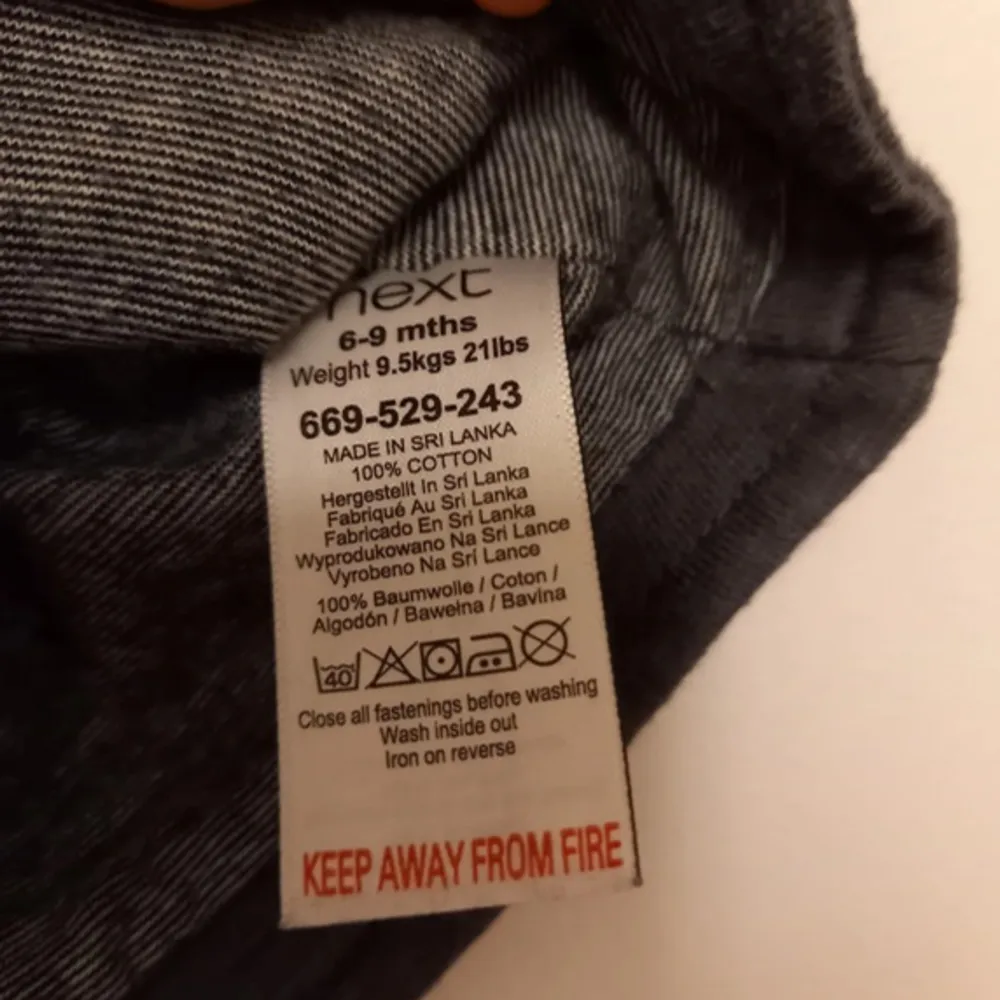 next
6-9 mths
Weight 9.5kgs 21lbs
669-529-243
MADE IN SRI LANKA
100% COTTON
Hergestellt In Sri Lanka
Fabriqué Au Sri Lanka
Fabricado En Sri Lanka
Wyprodukowano Na Sri Lance
Vyrobeno Na Sri Lance
100% Baumwolle / Coton /
Algodón / Bawełna / Bavlna
40
Close all fastenings before washing
Wash inside out
Iron on reverse
KEEP AWAY FROM FIRE